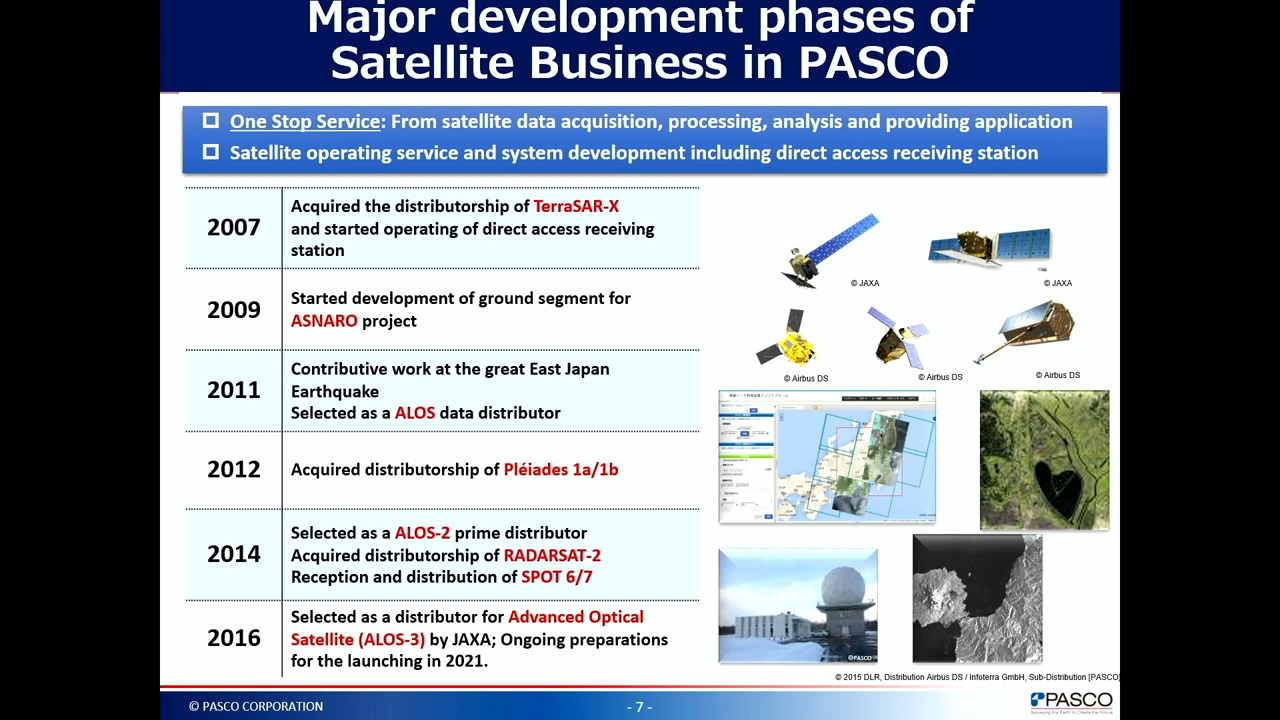 Major development phases of
Satellite Business in PASCO
One Stop Service: From satellite data acquisition, processing, analysis and providing application
Satellite operating service and system development including direct access receiving station
2007
Acquired the distributorship of TerraSAR-X
and started operating of direct access receiving
station
2009
Started development of ground segment for
ASNARO project
2011
Contributive work at the great East Japan
Earthquake
Selected as a ALOS data distributor
2012
Acquired distributorship of Pléiades 1a/1b
2014
Selected as a ALOS-2 prime distributor
Acquired distributorship of RADARSAT-2
Reception and distribution of SPOT 6/7
2016
Selected as a distributor for Advanced Optical
Satellite (ALOS-3) by JAXA; Ongoing preparations
for the launching in 2021.
© JAXA
© JAXA
© Airbus DS
© Airbus DS
© Airbus DS
©PASCO
© 2015 DLR, Distribution Airbus DS / Infoterra GmbH, Sub-Distribution [PASCO]
© PASCO CORPORATION
- 7 -
PASCO
Surveying the Earth to Create the Future